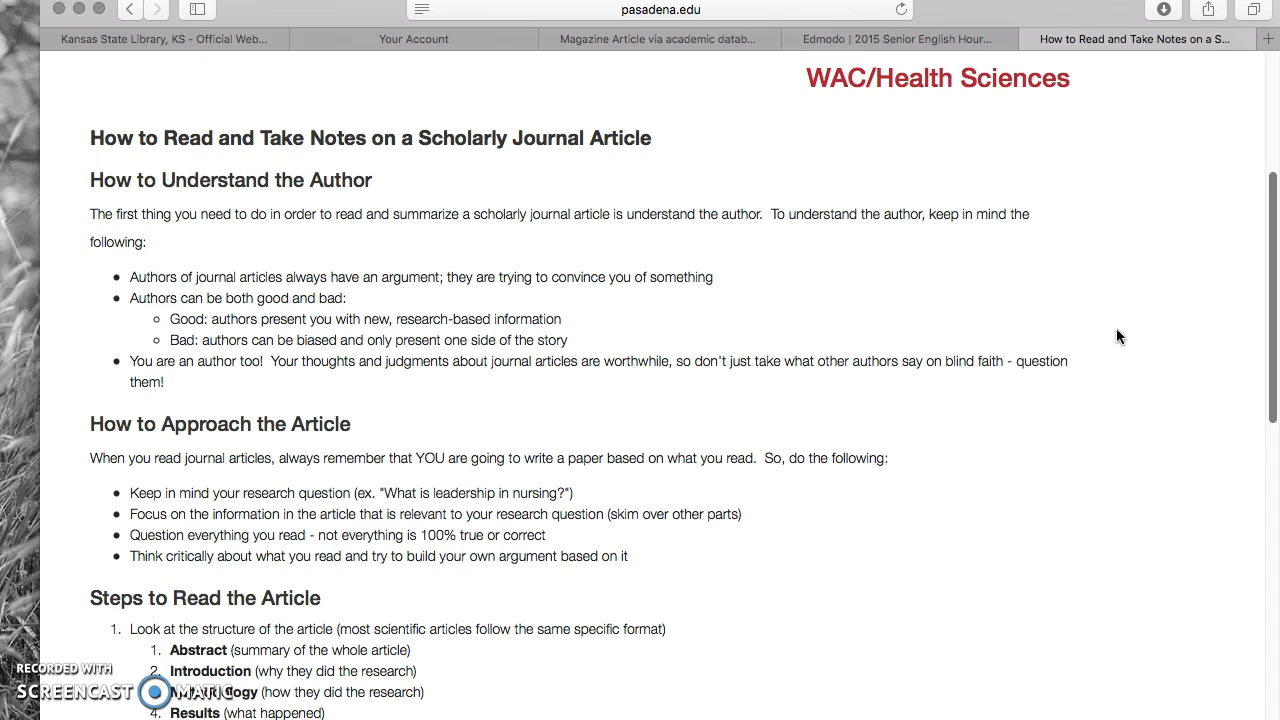 pasadena.edu
Kansas State Library, KS - Official Web...
Your Account
Magazine Article via academic datab...
Edmodo | 2015 Senior English Hour...
How to Read and Take Notes on a S...
WAC/Health Sciences
How to Read and Take Notes on a Scholarly Journal Article
How to Understand the Author
The first thing you need to do in order to read and summarize a scholarly journal article is understand the author.  To understand the author, keep in mind the
following:
Authors of journal articles always have an argument; they are trying to convince you of something
Authors can be both good and bad:
Good: authors present you with new, research-based information
Bad: authors can be biased and only present one side of the story
You are an author too!  Your thoughts and judgments about journal articles are worthwhile, so don't just take what other authors say on blind faith - question
them!
How to Approach the Article
When you read journal articles, always remember that YOU are going to write a paper based on what you read.  So, do the following:
Keep in mind your research question (ex. "What is leadership in nursing?")
Focus on the information in the article that is relevant to your research question (skim over other parts)
Question everything you read - not everything is 100% true or correct
Think critically about what you read and try to build your own argument based on it
Steps to Read the Article
1. Look at the structure of the article (most scientific articles follow the same specific format)
1. Abstract (summary of the whole article)
2. Introduction (why they did the research)
(how they did the research)
4. Results (what happened)
RECORDED WITH
SCREENCAST MATIC